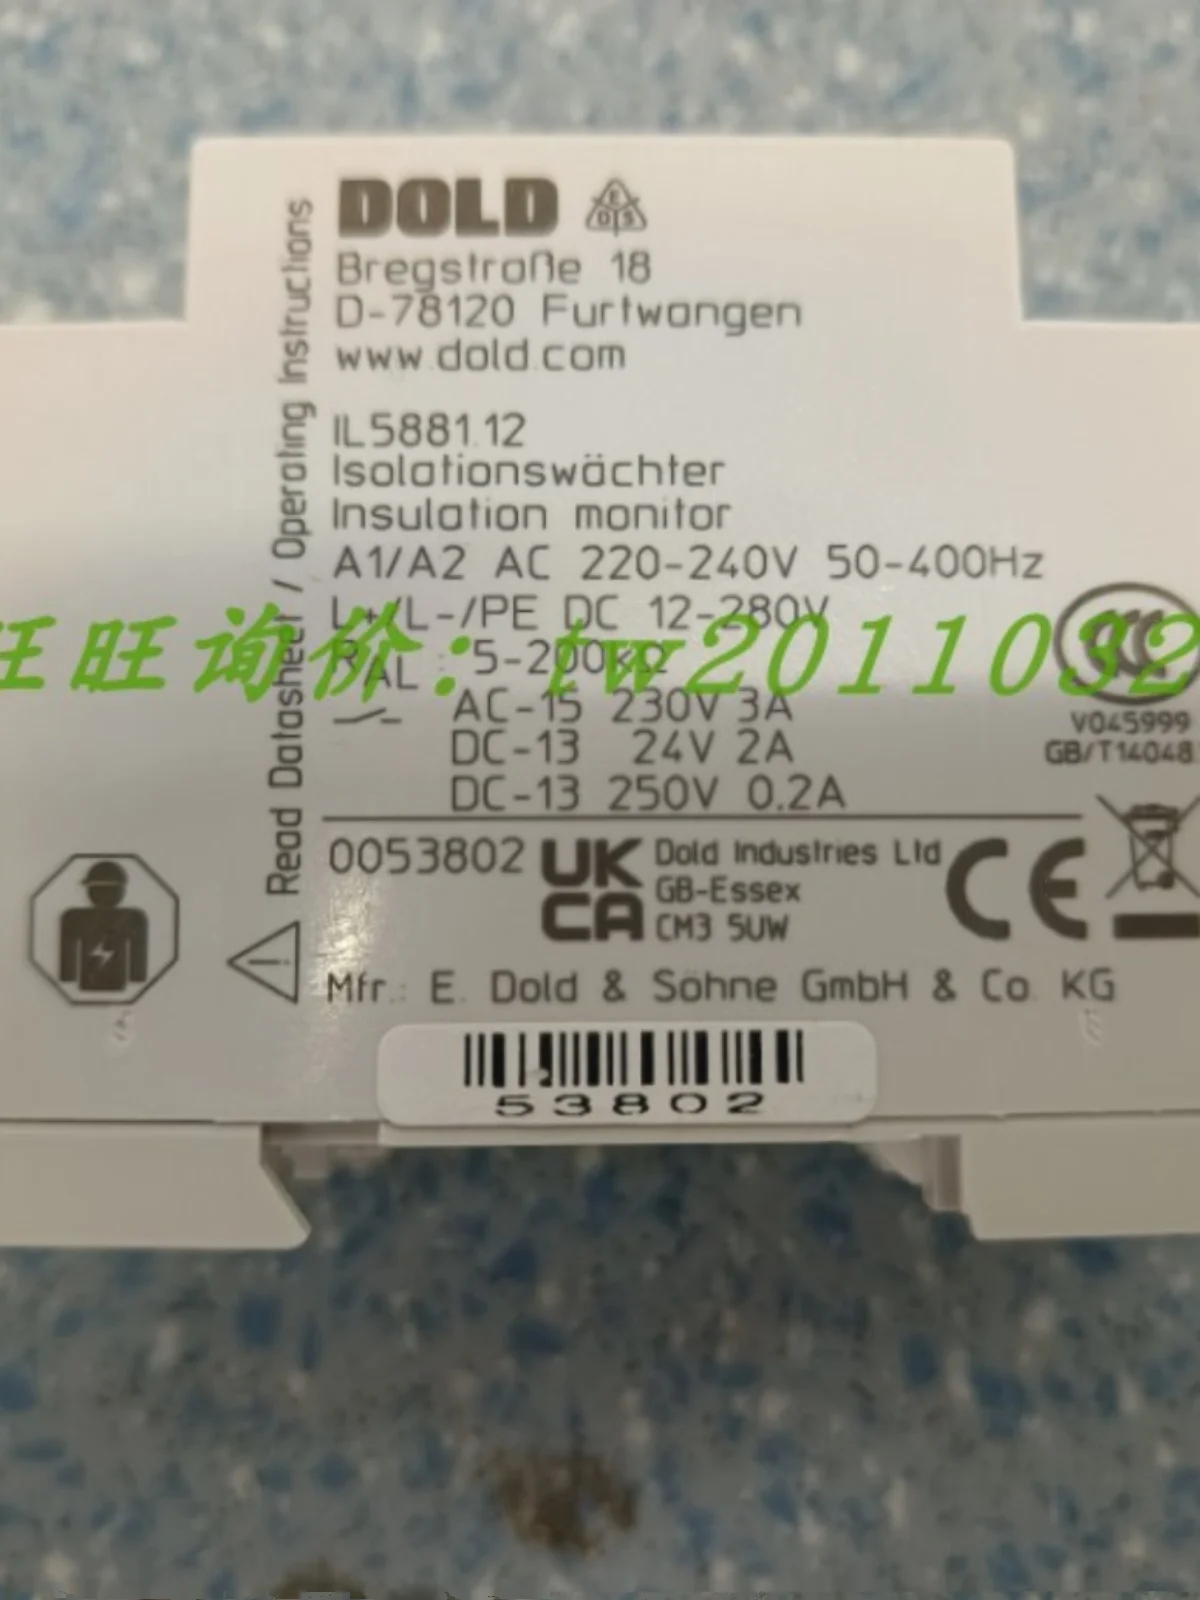 DOLD
E
D S
Bregstraße 18
D-78120 Furtwangen
www.dold.com
IL5881.12
Isolationswächter
Insulation monitor
A1/A2 AC 220-240V 50-400Hz
L+/L-/PE DC 12-280V
RAL : 5-200kΩ
AC-15 230V 3A
DC-13 24V 2A
DC-13 250V 0.2A
CCC
V045999
GB/T14048
Read Datasheet / Operating Instructions
0053802
UK
CA
Dold Industries Ltd
GB-Essex
CM3 5UW
CE
Mfr.: E. Dold & Söhne GmbH & Co. KG
53802
旺旺询价：tw2011032